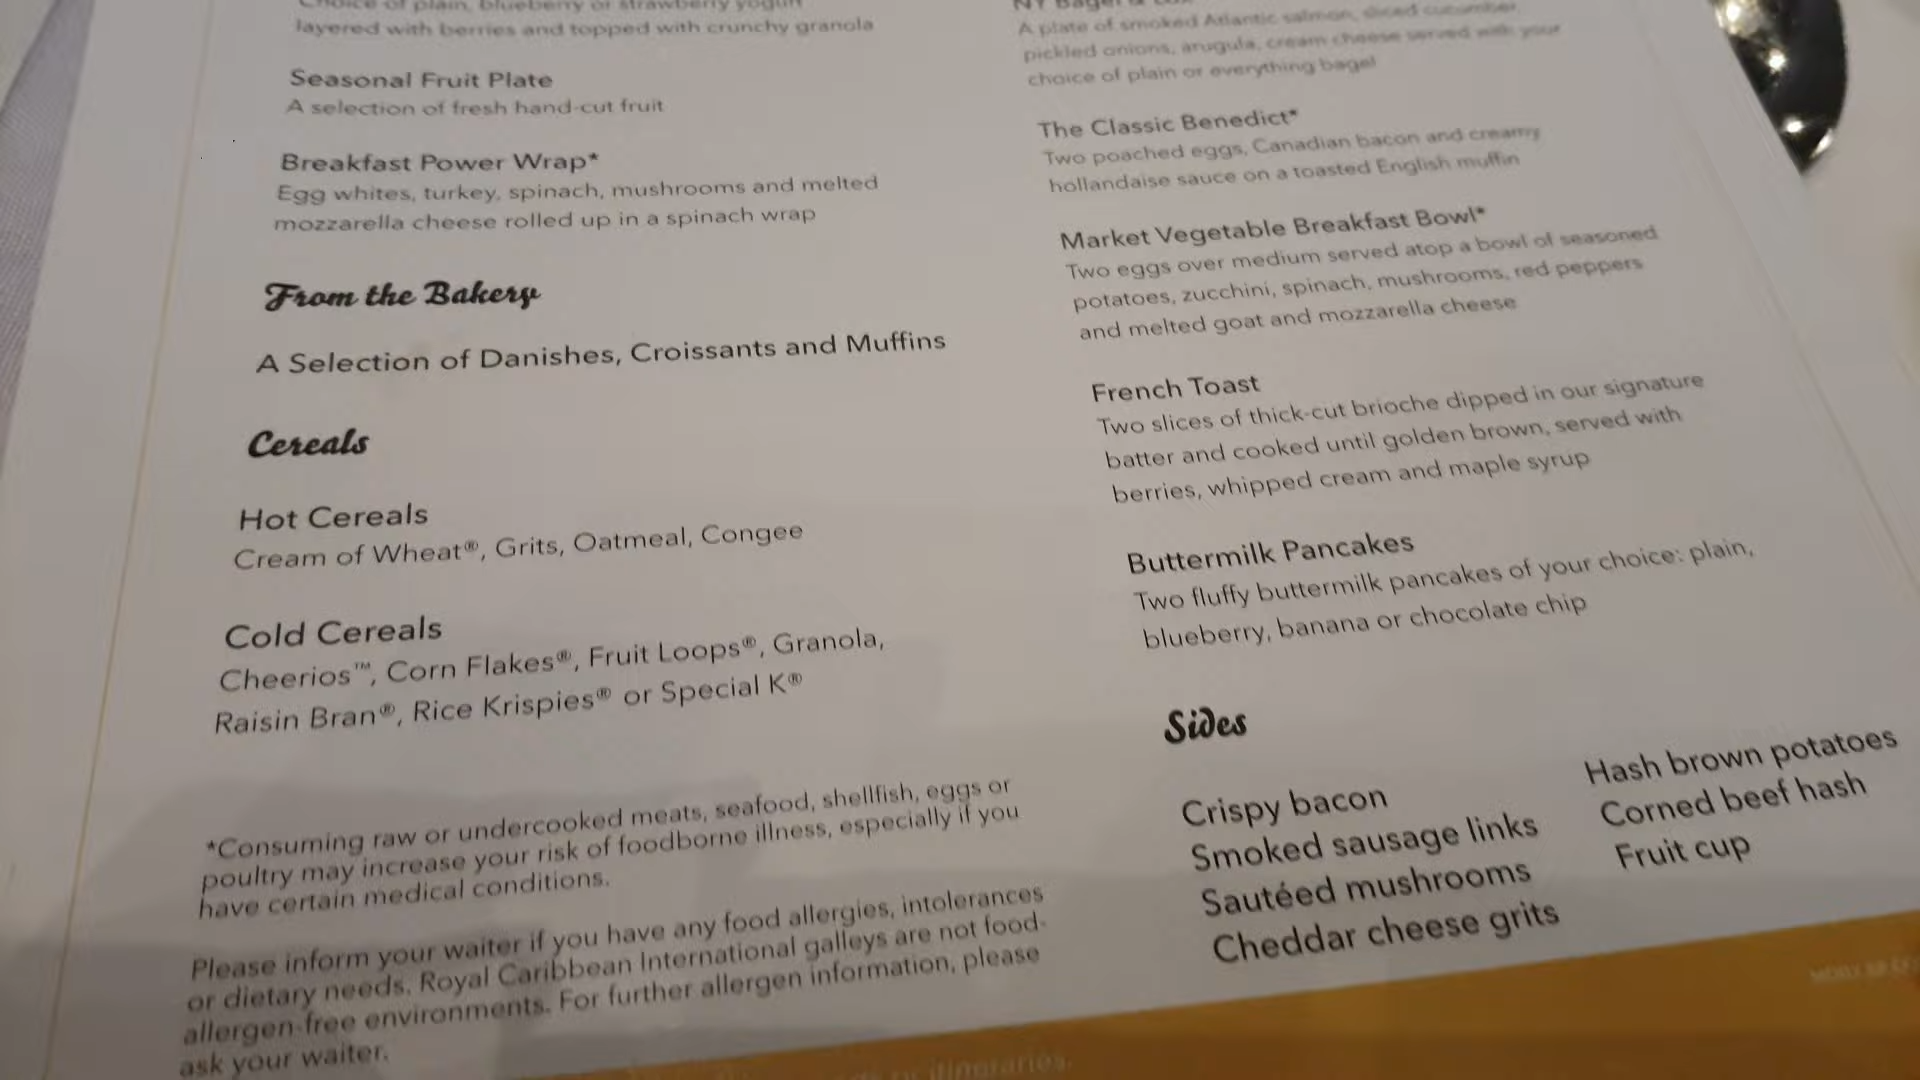 Choice of plain, blueberry or strawberry yogurt
layered with berries and topped with crunchy granola
Seasonal Fruit Plate
A selection of fresh hand-cut fruit
Breakfast Power Wrap*
Egg whites, turkey, spinach, mushrooms and melted
mozzarella cheese rolled up in a spinach wrap
From the Bakery
A Selection of Danishes, Croissants and Muffins
Cereals
Hot Cereals
Cream of Wheat®, Grits, Oatmeal, Congee
Cold Cereals
Cheerios™, Corn Flakes®, Fruit Loops®, Granola,
Raisin Bran®, Rice Krispies® or Special K®
*Consuming raw or undercooked meats, seafood, shellfish, eggs or
poultry may increase your risk of foodborne illness, especially if you
have certain medical conditions.
Please inform your waiter if you have any food allergies, intolerances
or dietary needs. Royal Caribbean International galleys are not food-
allergen-free environments. For further allergen information, please
ask your waiter.
NY Bagel &
A plate of smoked Atlantic salmon, sliced cucumber,
pickled onions, arugula, cream cheese served with your
choice of plain or everything bagel
The Classic Benedict*
Two poached eggs, Canadian bacon and creamy
hollandaise sauce on a toasted English muffin
Market Vegetable Breakfast Bowl*
Two eggs over medium served atop a bowl of seasoned
potatoes, zucchini, spinach, mushrooms, red peppers
and melted goat and mozzarella cheese
French Toast
Two slices of thick-cut brioche dipped in our signature
batter and cooked until golden brown, served with
berries, whipped cream and maple syrup
Buttermilk Pancakes
Two fluffy buttermilk pancakes of your choice: plain,
blueberry, banana or chocolate chip
Sides
Crispy bacon
Smoked sausage links
Sautéed mushrooms
Cheddar cheese grits
Hash brown potatoes
Corned beef hash
Fruit cup
itineraries.